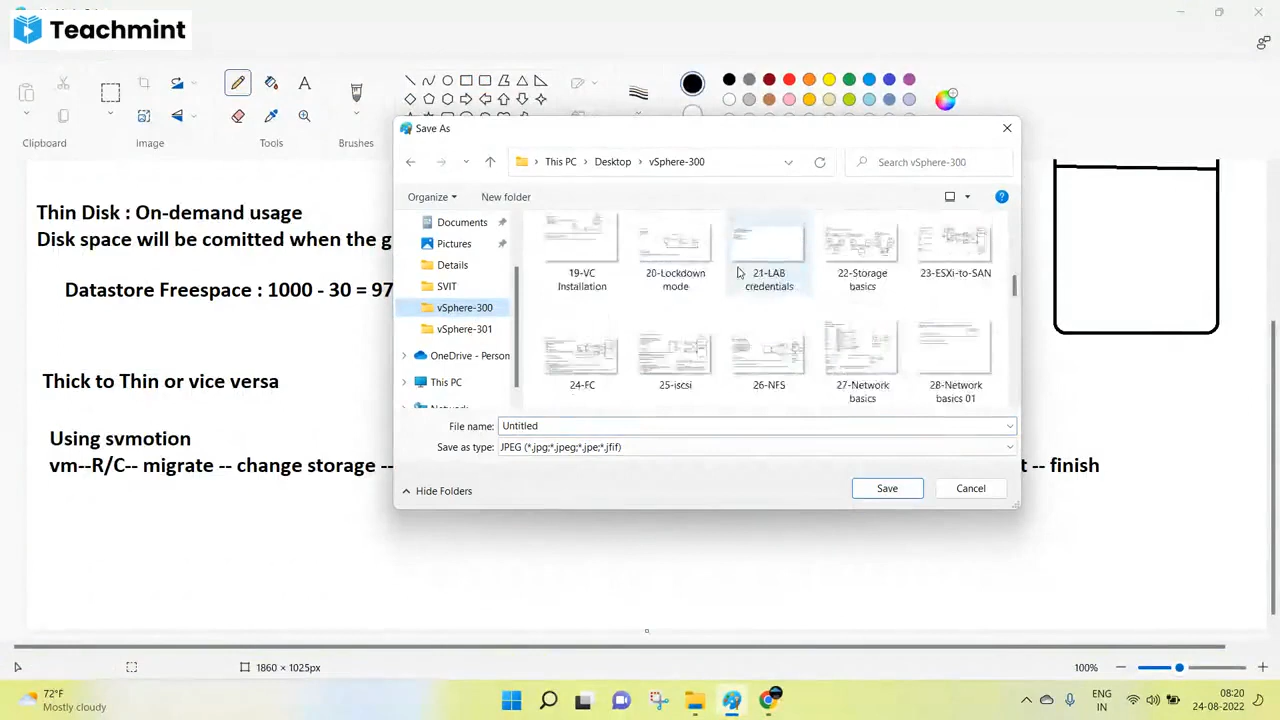 Teachmint
Clipboard
Image
Tools
Brushes
Save As
This PC
Desktop
vSphere-300
Search vSphere-300
Organize
New folder
Documents
Pictures
Details
SVIT
vSphere-300
vSphere-301
OneDrive - Person
This PC
19-VC Installation
20-Lockdown mode
21-LAB credentials
22-Storage basics
23-ESXi-to-SAN
24-FC
25-iscsi
26-NFS
27-Network basics
28-Network basics 01
File name: Untitled
Save as type: JPEG (*.jpg;*.jpeg;*.jpe;*.jfif)
Hide Folders
Save
Cancel
Thin Disk : On-demand usage
Disk space will be comitted when the g
Datastore Freespace : 1000 - 30 = 97
Thick to Thin or vice versa
Using svmotion
vm--R/C-- migrate -- change storage --
t -- finish
1860 × 1025px
100%
72°F
Mostly cloudy
ENG
IN
08:20
24-08-2022